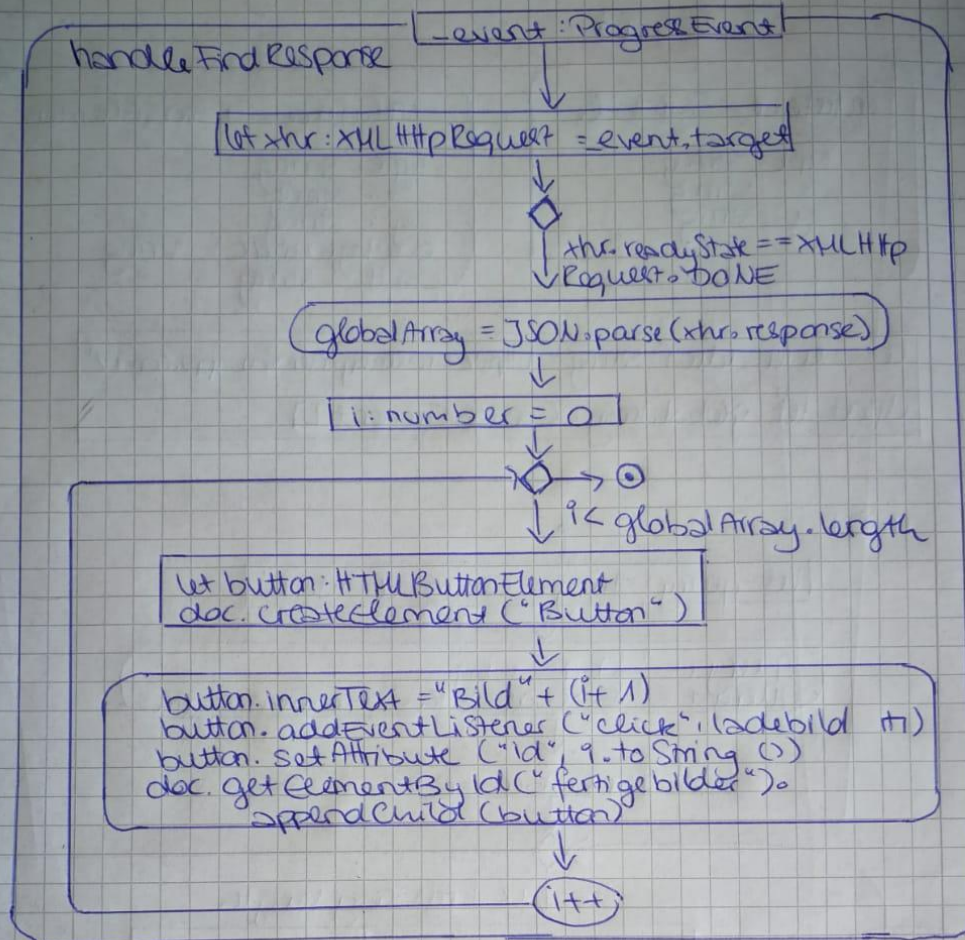 _event : ProgressEvent
handleFindResponse
let xhr : XMLHttpRequest = _event.target
xhr.readyState == XMLHttp
Request.DONE
globalArray = JSON.parse(xhr.response)
i: number = 0
i < globalArray.length
let button : HTMLButtonElement
doc. createElement ("Button")
button. innerText = "Bild" + (i + 1)
button. addEventListener ("click", ladebild
button. setAttribute ("id", i.toString ())
doc. getElementById ("fertigebilder").
appendChild (button)
i++